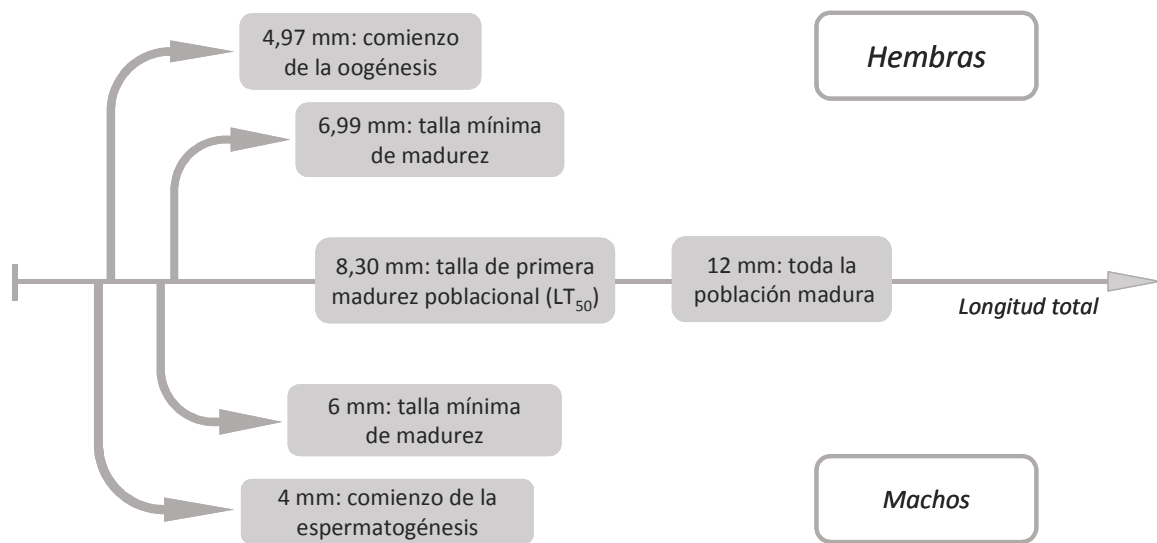 4,97 mm: comienzo
de la oogénesis
Hembras
6,99 mm: talla mínima
de madurez
8,30 mm: talla de primera
madurez poblacional (LT50)
12 mm: toda la
población madura
Longitud total
6 mm: talla mínima
de madurez
4 mm: comienzo de la
espermatogénesis
Machos